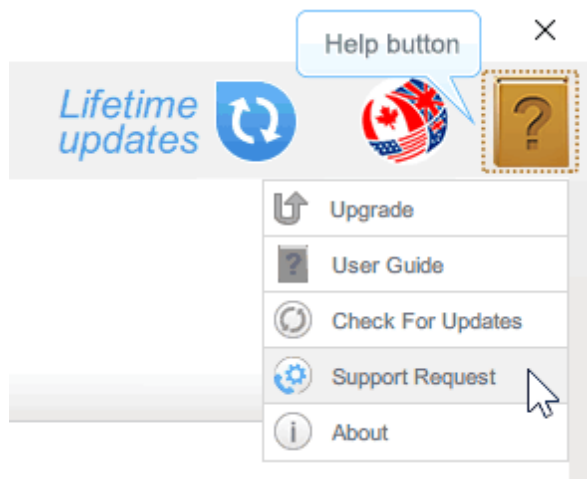 Help button
Lifetime
updates
?
Upgrade
? User Guide
Check For Updates
Support Request
i About